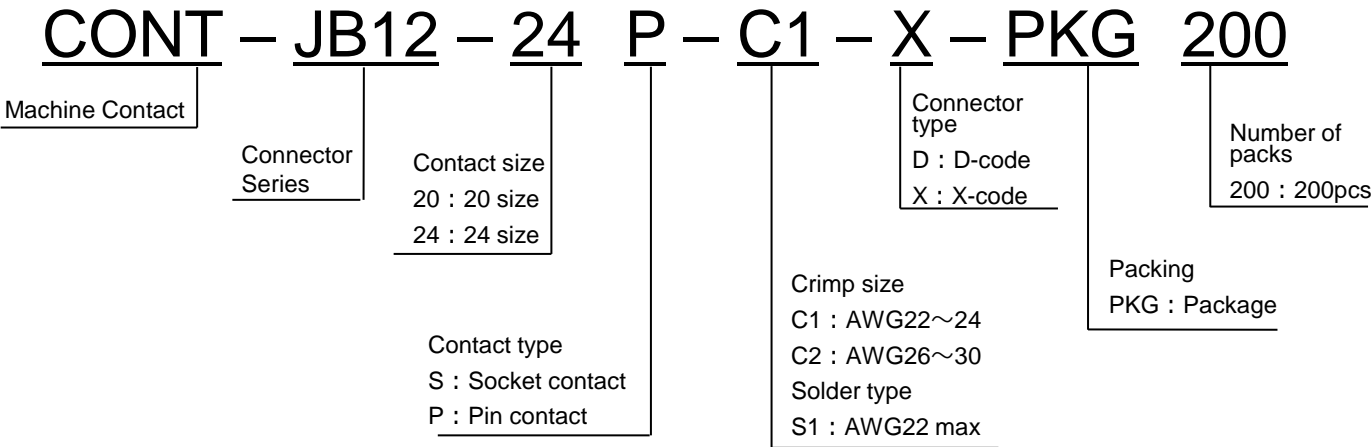 CONT – JB12 – 24 P – C1 – X – PKG 200
Machine Contact
Connector
Series
Contact size
20：20 size
24：24 size
Contact type
S：Socket contact
P：Pin contact
Crimp size
C1：AWG22～24
C2：AWG26～30
Solder type
S1：AWG22 max
Connector
type
D：D-code
X：X-code
Packing
PKG：Package
Number of
packs
200：200pcs